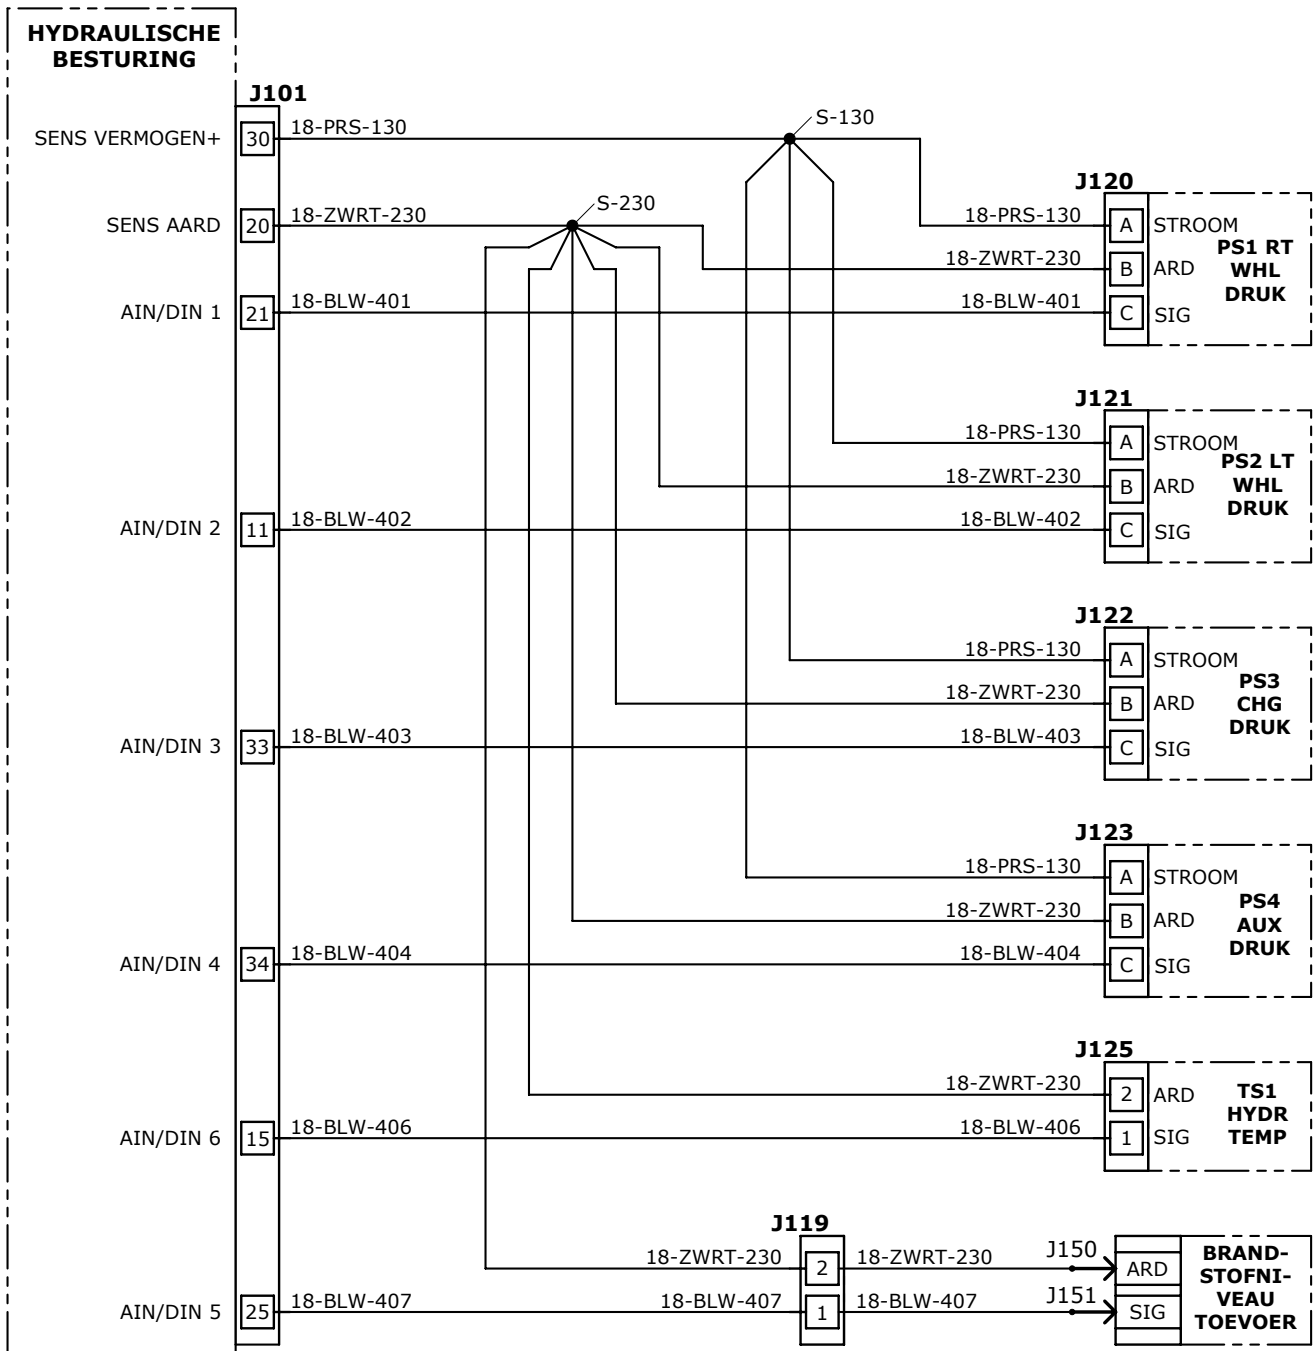 HYDRAULISCHE
BESTURING
J101
SENS VERMOGEN+ 30 18-PRS-130
S-130
SENS AARD 20 18-ZWRT-230
S-230
AIN/DIN 1 21 18-BLW-401
J120
18-PRS-130 A STROOM
18-ZWRT-230 B ARD
18-BLW-401 C SIG
PS1 RT
WHL
DRUK
J121
18-PRS-130 A STROOM
18-ZWRT-230 B ARD
AIN/DIN 2 11 18-BLW-402 18-BLW-402 C SIG
PS2 LT
WHL
DRUK
J122
18-PRS-130 A STROOM
18-ZWRT-230 B ARD
AIN/DIN 3 33 18-BLW-403 18-BLW-403 C SIG
PS3
CHG
DRUK
J123
18-PRS-130 A STROOM
18-ZWRT-230 B ARD
AIN/DIN 4 34 18-BLW-404 18-BLW-404 C SIG
PS4
AUX
DRUK
J125
18-ZWRT-230 2 ARD
AIN/DIN 6 15 18-BLW-406 18-BLW-406 1 SIG
TS1
HYDR
TEMP
J119
18-ZWRT-230 2 18-ZWRT-230 J150 ARD
AIN/DIN 5 25 18-BLW-407 18-BLW-407 1 18-BLW-407 J151 SIG
BRAND-
STOFNI-
VEAU
TOEVOER